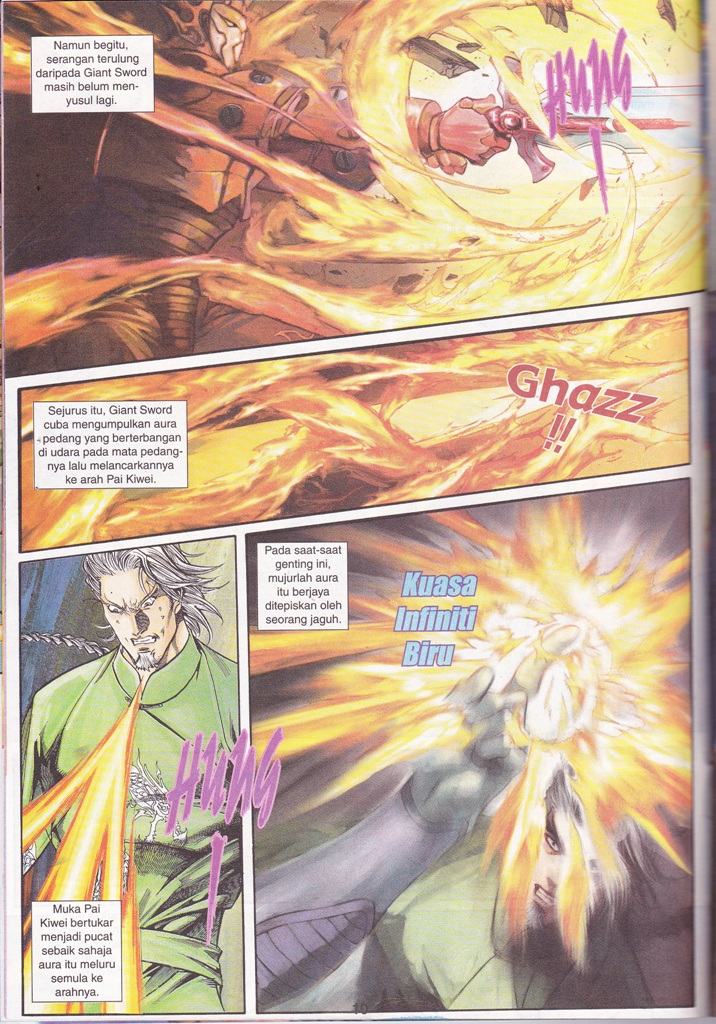 Namun begitu,
serangan terulung
daripada Giant Sword
masih belum men-
yusul lagi.
HUNG
!
Sejurus itu, Giant Sword
cuba mengumpulkan aura
pedang yang berterbangan
di udara pada mata pedang-
nya lalu melancarkannya
ke arah Pai Kiwei.
Ghazz
!!
Muka Pai
Kiwei bertukar
menjadi pucat
sebaik sahaja
aura itu meluru
semula ke
arahnya.
HUNG
!
Pada saat-saat
genting ini,
mujurlah aura
itu berjaya
ditepiskan oleh
seorang jaguh.
Kuasa
Infiniti
Biru
10